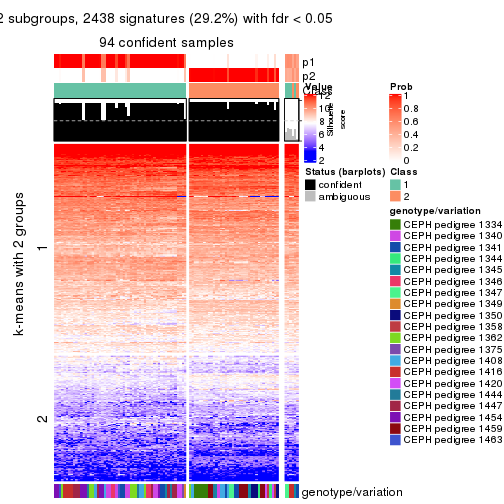 2 subgroups, 2438 signatures (29.2%) with fdr < 0.05
94 confident samples
p1
p2
Class
Silhouette
score
k-means with 2 groups
1
2
genotype/variation
Value
12
10
8
6
4
2
Prob
1
0.8
0.6
0.4
0.2
0
Status (barplots)
confident
ambiguous
Class
1
2
genotype/variation
CEPH pedigree 1334
CEPH pedigree 1340
CEPH pedigree 1341
CEPH pedigree 1344
CEPH pedigree 1345
CEPH pedigree 1346
CEPH pedigree 1347
CEPH pedigree 1349
CEPH pedigree 1350
CEPH pedigree 1358
CEPH pedigree 1362
CEPH pedigree 1375
CEPH pedigree 1408
CEPH pedigree 1416
CEPH pedigree 1420
CEPH pedigree 1444
CEPH pedigree 1447
CEPH pedigree 1454
CEPH pedigree 1459
CEPH pedigree 1463